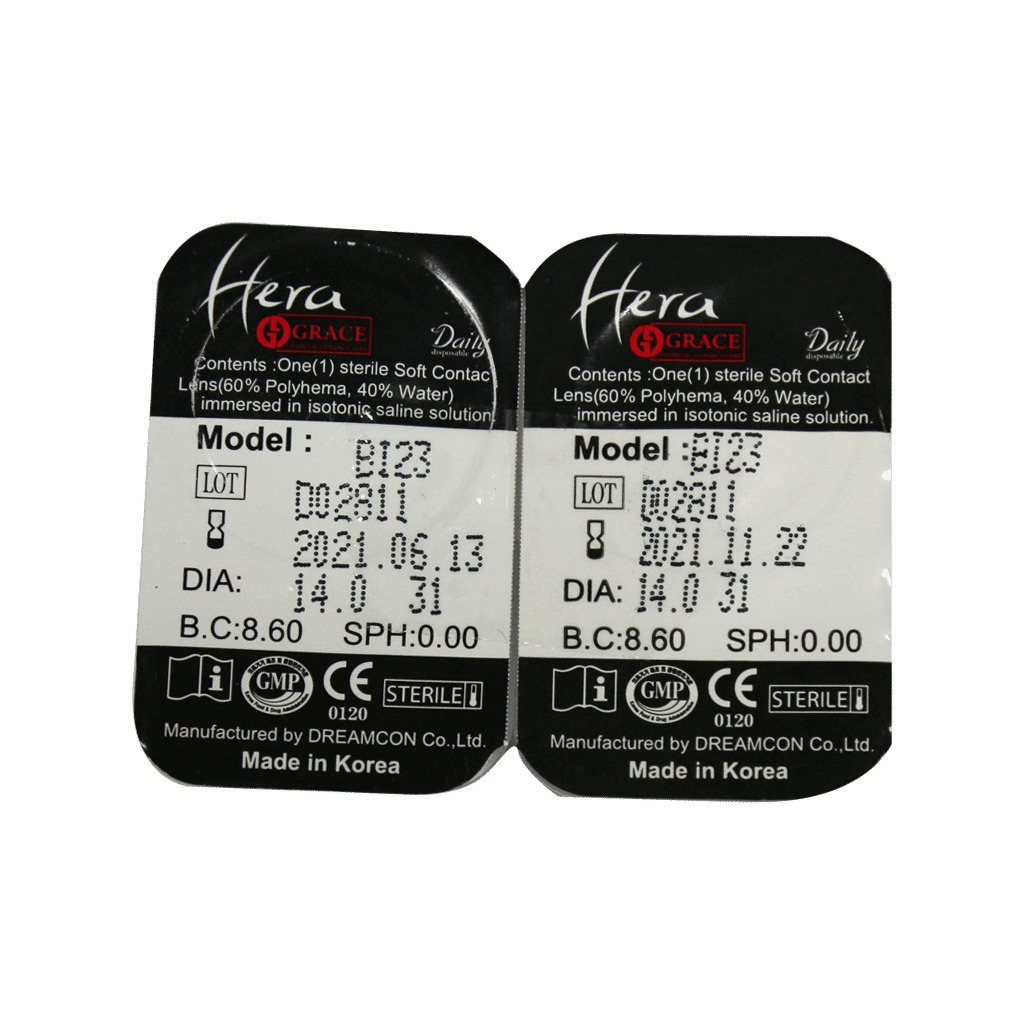 Hera
GRACE
Daily
disposable
Contents :One(1) sterile Soft Contac
Lens(60% Polyhema, 40% Water)
immersed in isotonic saline solution
Model : BI23
LOT D02811
2021.06.13
DIA: 14.0 31
B.C:8.60 SPH:0.00
i GMP CE 0120 STERILE
Manufactured by DREAMCON Co.,Ltd.
Made in Korea
Hera
GRACE
Daily
disposable
Contents :One(1) sterile Soft Contact
Lens(60% Polyhema, 40% Water)
immersed in isotonic saline solution.
Model :BI23
LOT D02811
2021.11.22
DIA: 14.0 31
B.C:8.60 SPH:0.00
i GMP CE 0120 STERILE
Manufactured by DREAMCON Co.,Ltd.
Made in Korea